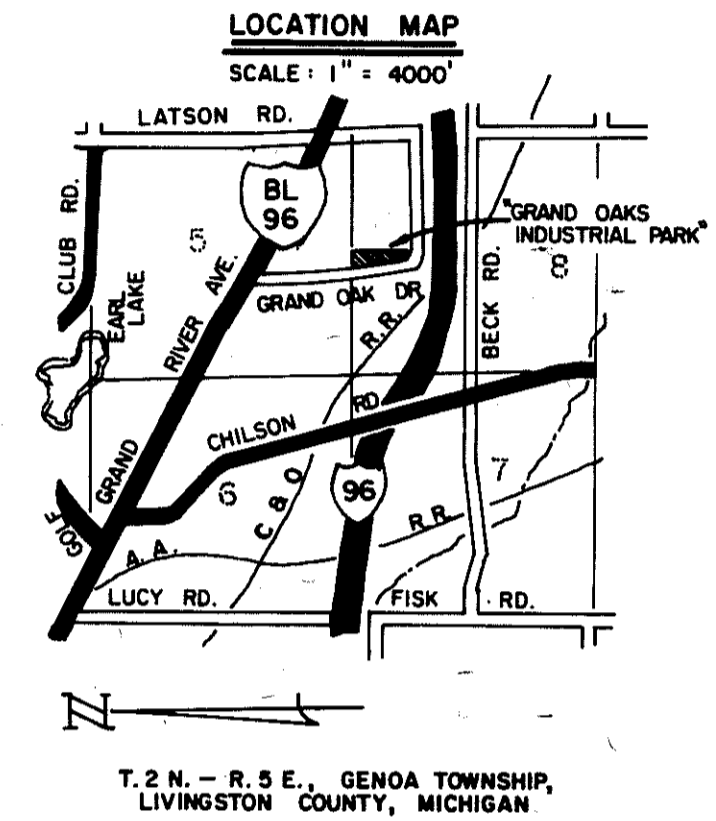 LOCATION MAP
SCALE: 1" = 4000'
LATSON RD.
CLUB RD.
BL
96
5
"GRAND OAKS
INDUSTRIAL PARK"
8
EARL
LAKE
GRAND RIVER AVE.
GRAND OAK DR
R.R.
BECK RD.
CHILSON RD
GOLF
6
C & O
96
7
A. A. R R
LUCY RD.
FISK RD.
N
T. 2 N. – R. 5 E., GENOA TOWNSHIP,
LIVINGSTON COUNTY, MICHIGAN